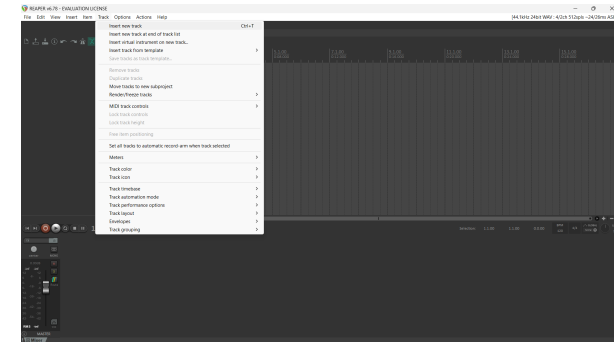 REAPER v6.78 - EVALUATION LICENSE
File Edit View Insert Item Track Options Actions Help
[44.1kHz 24bit WAV : 4/2ch 512spls ~24/26ms AS
Insert new track Ctrl+T
Insert new track at end of track list
Insert virtual instrument on new track...
Insert track from template
Save tracks as track template...
Remove tracks
Duplicate tracks
Move tracks to new subproject
Render/freeze tracks
MIDI track controls
Lock track controls
Lock track height
Free item positioning
Set all tracks to automatic record-arm when track selected
Meters
Track color
Track icon
Track timebase
Track automation mode
Track performance options
Track layout
Envelopes
Track grouping
MASTER